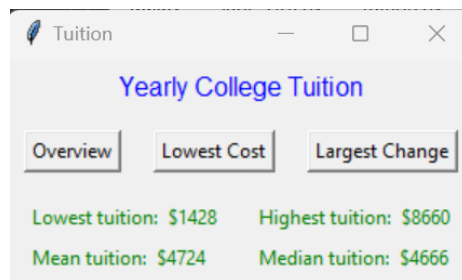 Tuition
Yearly College Tuition
Overview Lowest Cost Largest Change
Lowest tuition: $1428 Highest tuition: $8660
Mean tuition: $4724 Median tuition: $4666